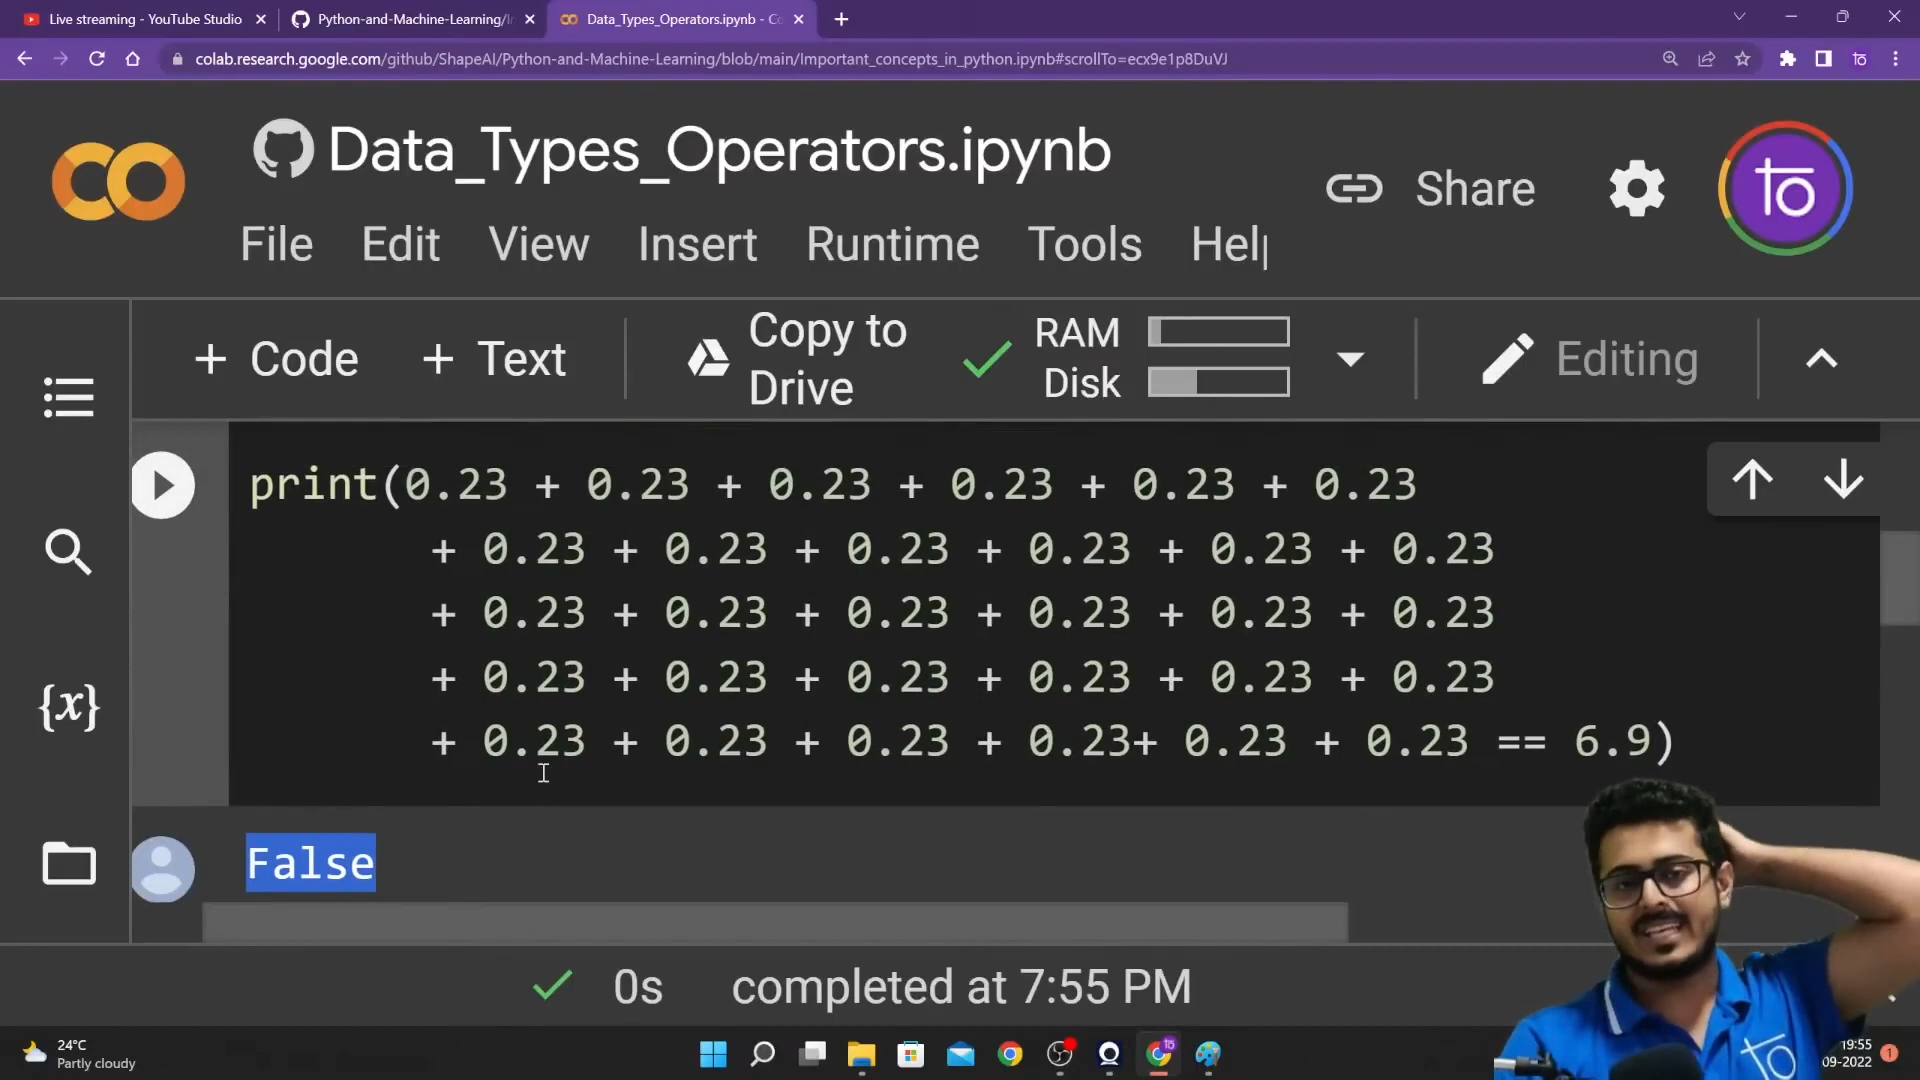 Live streaming - YouTube Studio
Python-and-Machine-Learning/I
Data_Types_Operators.ipynb - Co
colab.research.google.com/github/ShapeAI/Python-and-Machine-Learning/blob/main/Important_concepts_in_python.ipynb#scrollTo=ecx9e1p8DuVJ
Data_Types_Operators.ipynb
Share
to
File Edit View Insert Runtime Tools Hel
+ Code + Text
Copy to
Drive
RAM
Disk
Editing
print(0.23 + 0.23 + 0.23 + 0.23 + 0.23 + 0.23
+ 0.23 + 0.23 + 0.23 + 0.23 + 0.23 + 0.23
+ 0.23 + 0.23 + 0.23 + 0.23 + 0.23 + 0.23
+ 0.23 + 0.23 + 0.23 + 0.23 + 0.23 + 0.23
+ 0.23 + 0.23 + 0.23 + 0.23+ 0.23 + 0.23 == 6.9)
{x}
False
0s completed at 7:55 PM
to
24°C
Partly cloudy
19:55
09-2022
1